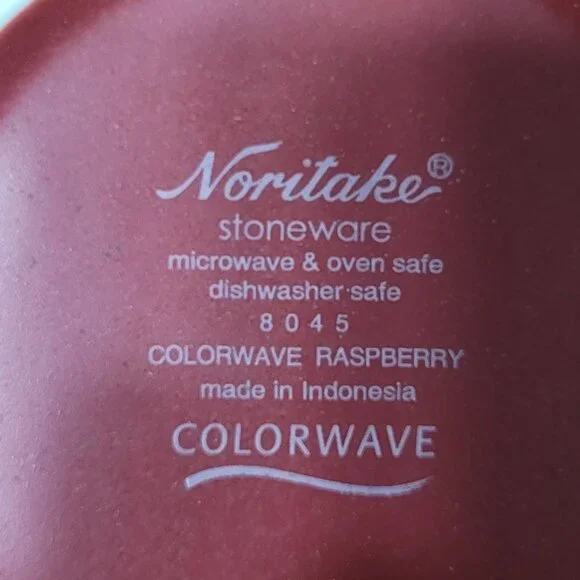 Noritake®
stoneware
microwave & oven safe
dishwasher safe
8045
COLORWAVE RASPBERRY
made in Indonesia
COLORWAVE